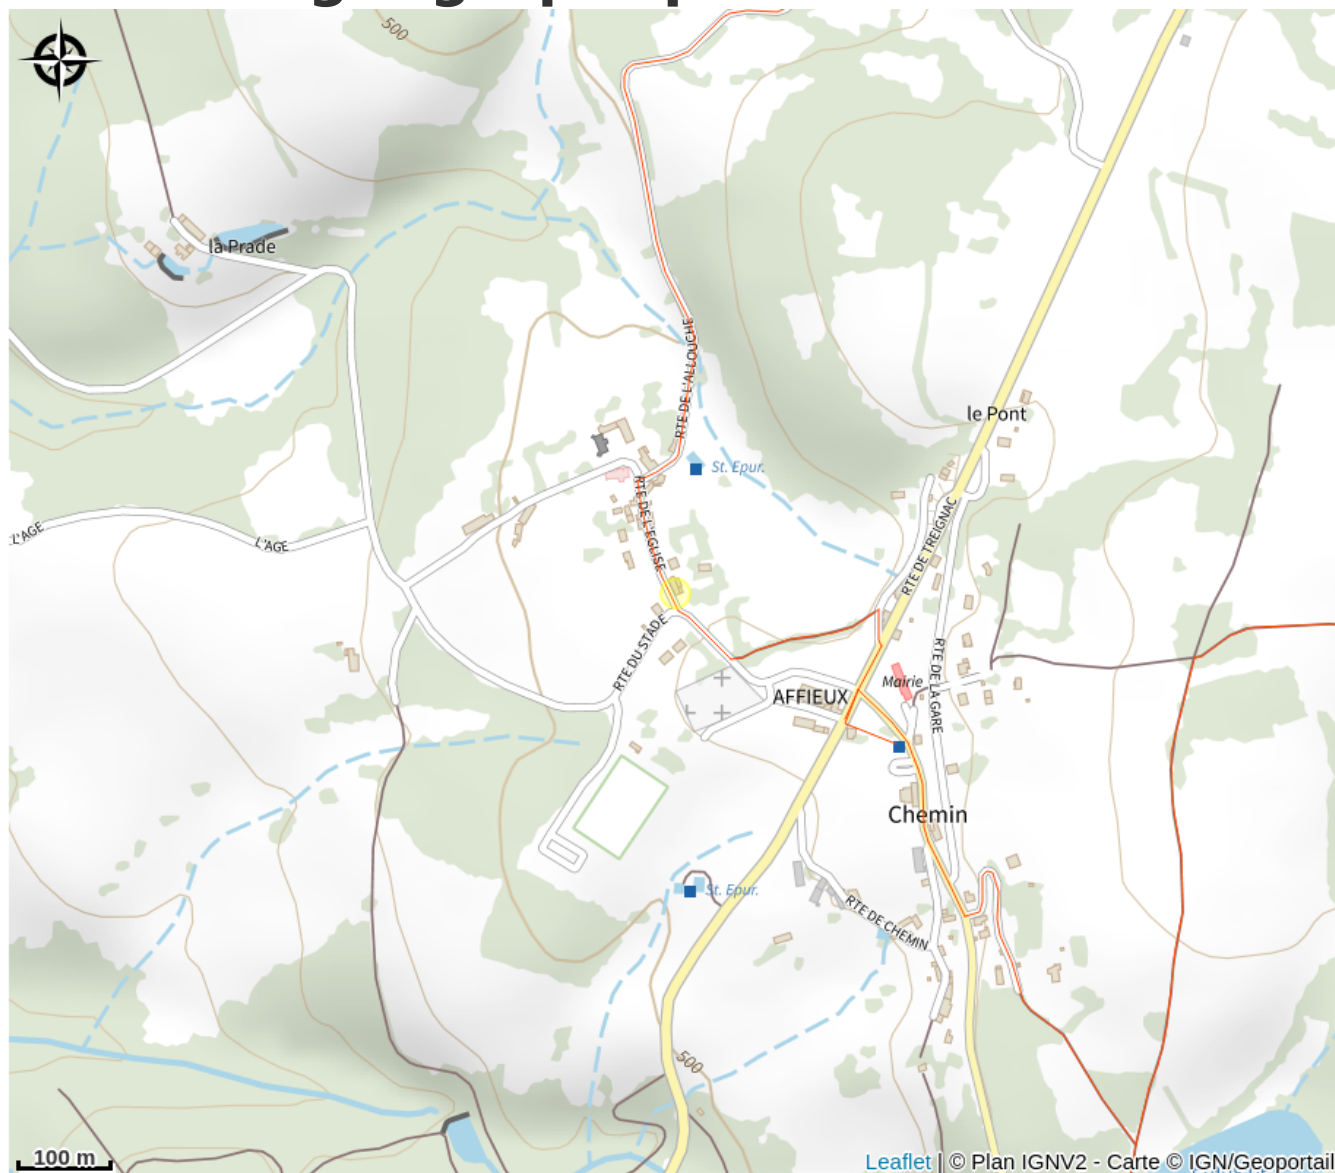 500
la Prade
RTE DE L'ALLOUCHE
le Pont
St. Epur.
L'AGE
L'AGE
RTE DE L'EGLISE
RTE DE TREIGNAC
RTE DU STADE
RTE DE LA GARE
Mairie
AFFIEUX
Chemin
St. Epur.
RTE DE CHEMIN
500
100 m
Leaflet | © Plan IGNV2 - Carte © IGN/Geoportail